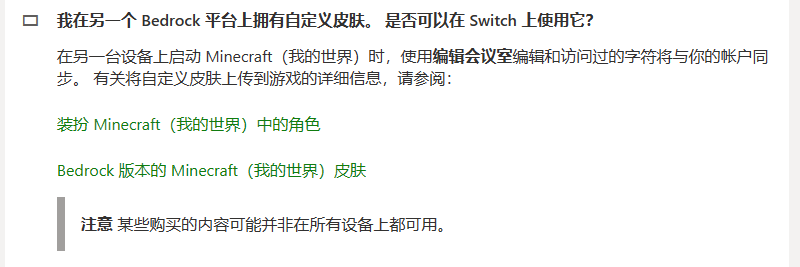 我在另一个 Bedrock 平台上拥有自定义皮肤。 是否可以在 Switch 上使用它？
在另一台设备上启动 Minecraft（我的世界）时，使用编辑会议室编辑和访问过的字符将与你的帐户同
步。 有关将自定义皮肤上传到游戏的详细信息，请参阅：
装扮 Minecraft（我的世界）中的角色
Bedrock 版本的 Minecraft（我的世界）皮肤
注意 某些购买的内容可能并非在所有设备上都可用。